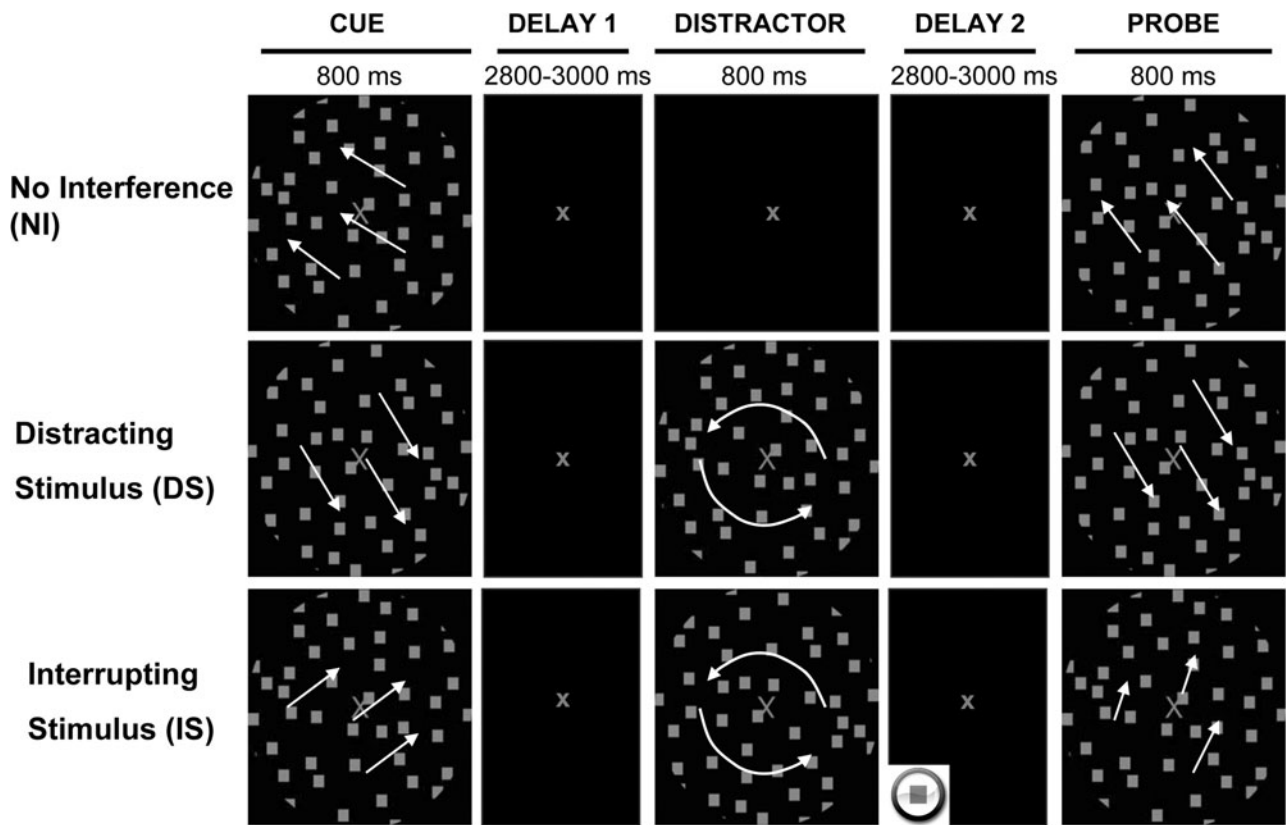 CUE DELAY 1 DISTRACTOR DELAY 2 PROBE
800 ms 2800-3000 ms 800 ms 2800-3000 ms 800 ms
No Interference
(NI)
X x x x X
Distracting
Stimulus (DS)
X x X x X
Interrupting
Stimulus (IS)
X x X x X